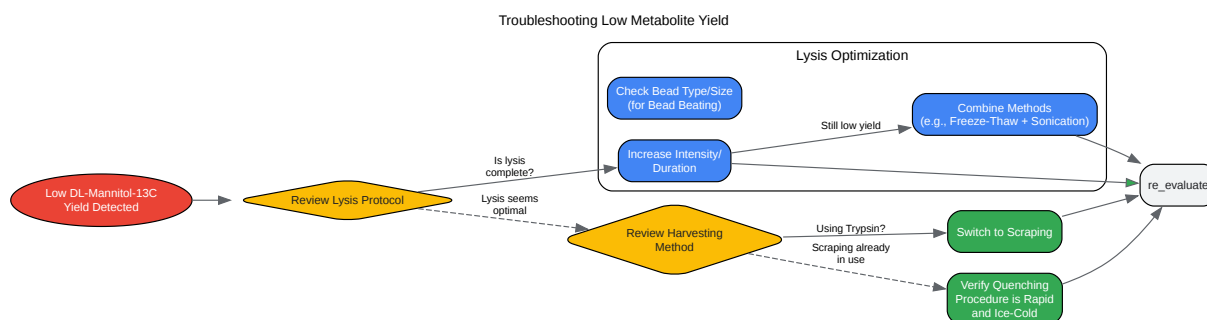 Troubleshooting Low Metabolite Yield
Lysis Optimization
Check Bead Type/Size
(for Bead Beating)
Combine Methods
(e.g., Freeze-Thaw + Sonication)
Still low yield
Increase Intensity/
Duration
Is lysis
complete?
Low DL-Mannitol-13C
Yield Detected
Review Lysis Protocol
Lysis seems
optimal
re_evaluate
Review Harvesting
Method
Using Trypsin?
Switch to Scraping
Scraping already
in use
Verify Quenching
Procedure is Rapid
and Ice-Cold